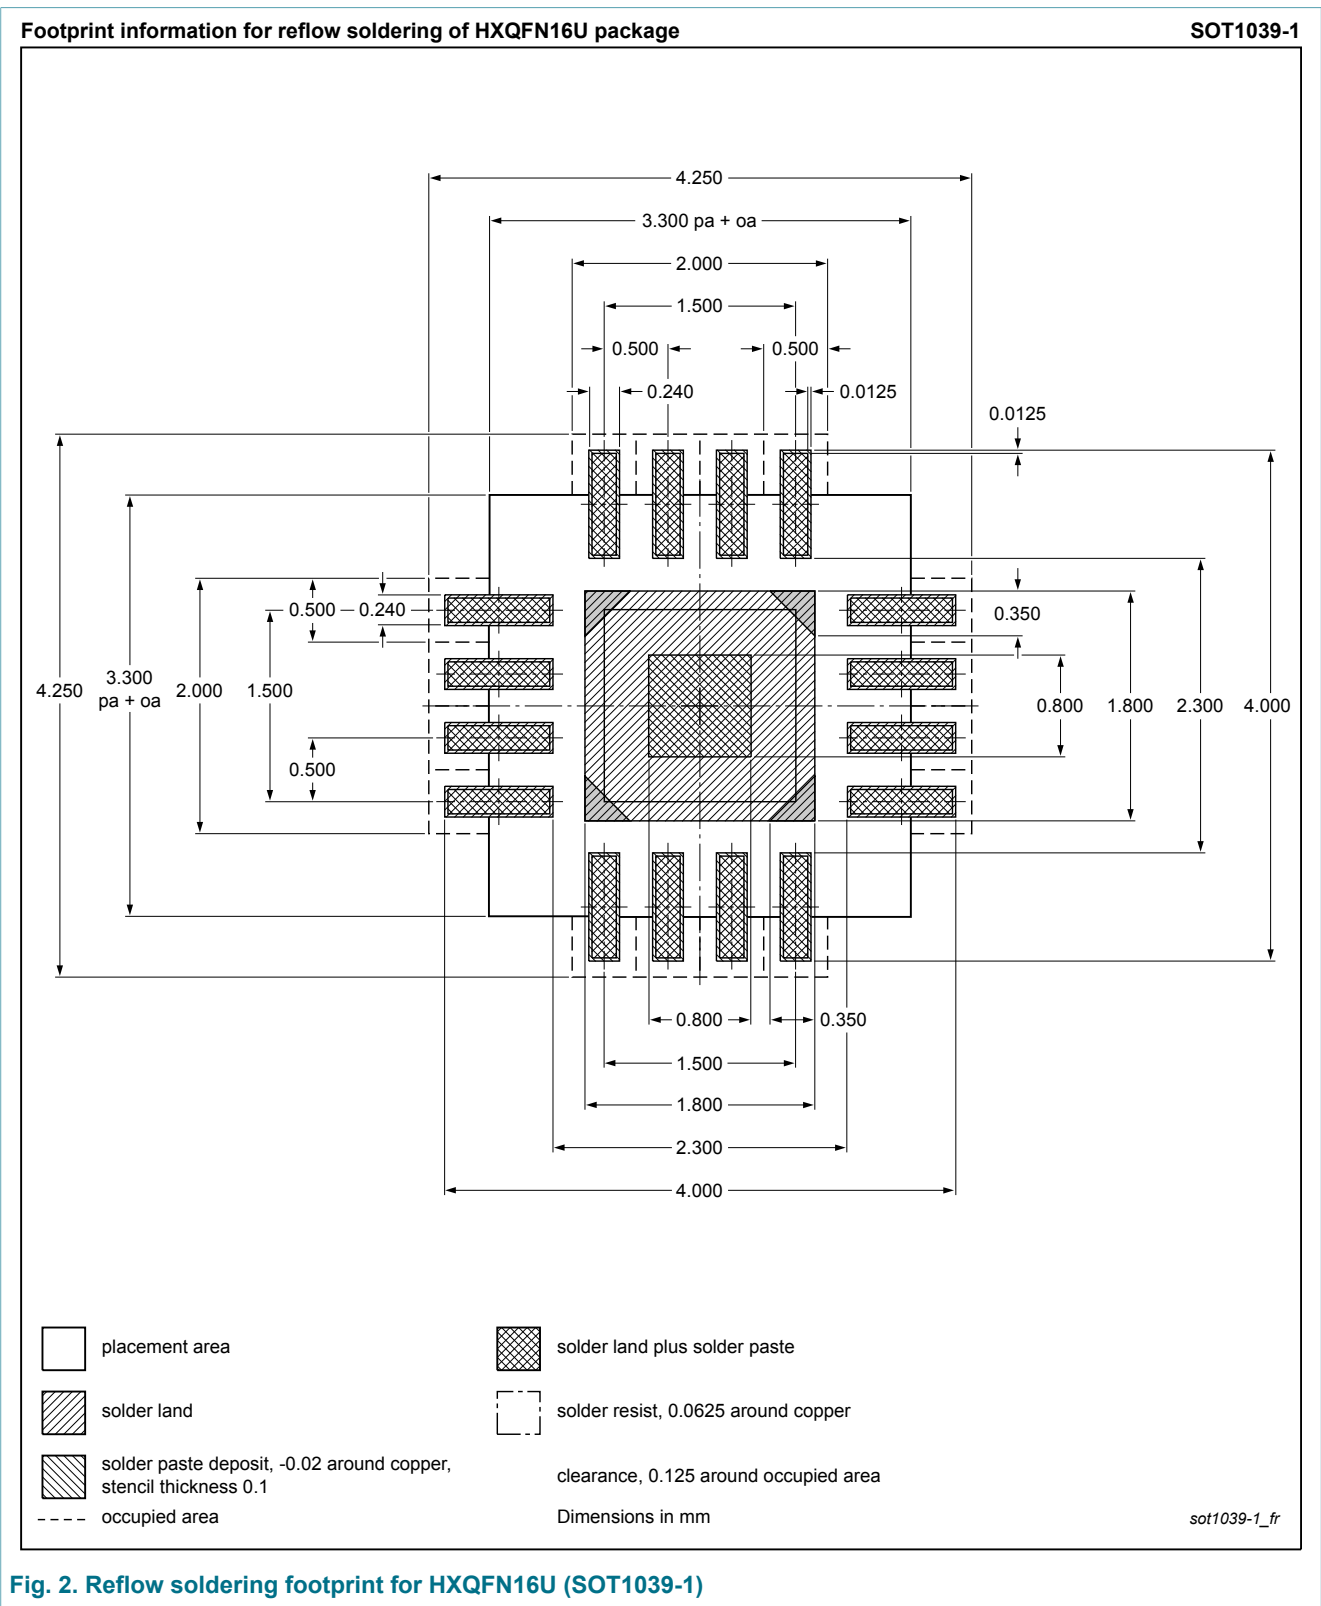 Footprint information for reflow soldering of HXQFN16U package SOT1039-1
4.250
3.300 pa + oa
2.000
1.500
0.500 0.500
0.240 0.0125
0.0125
0.500 0.240
0.350
4.250
3.300
pa + oa
2.000
1.500
0.800
1.800
2.300
4.000
0.500
0.800 0.350
1.500
1.800
2.300
4.000
placement area
solder land plus solder paste
solder land
solder resist, 0.0625 around copper
solder paste deposit, -0.02 around copper,
stencil thickness 0.1
clearance, 0.125 around occupied area
occupied area
Dimensions in mm
sot1039-1_fr
Fig. 2. Reflow soldering footprint for HXQFN16U (SOT1039-1)